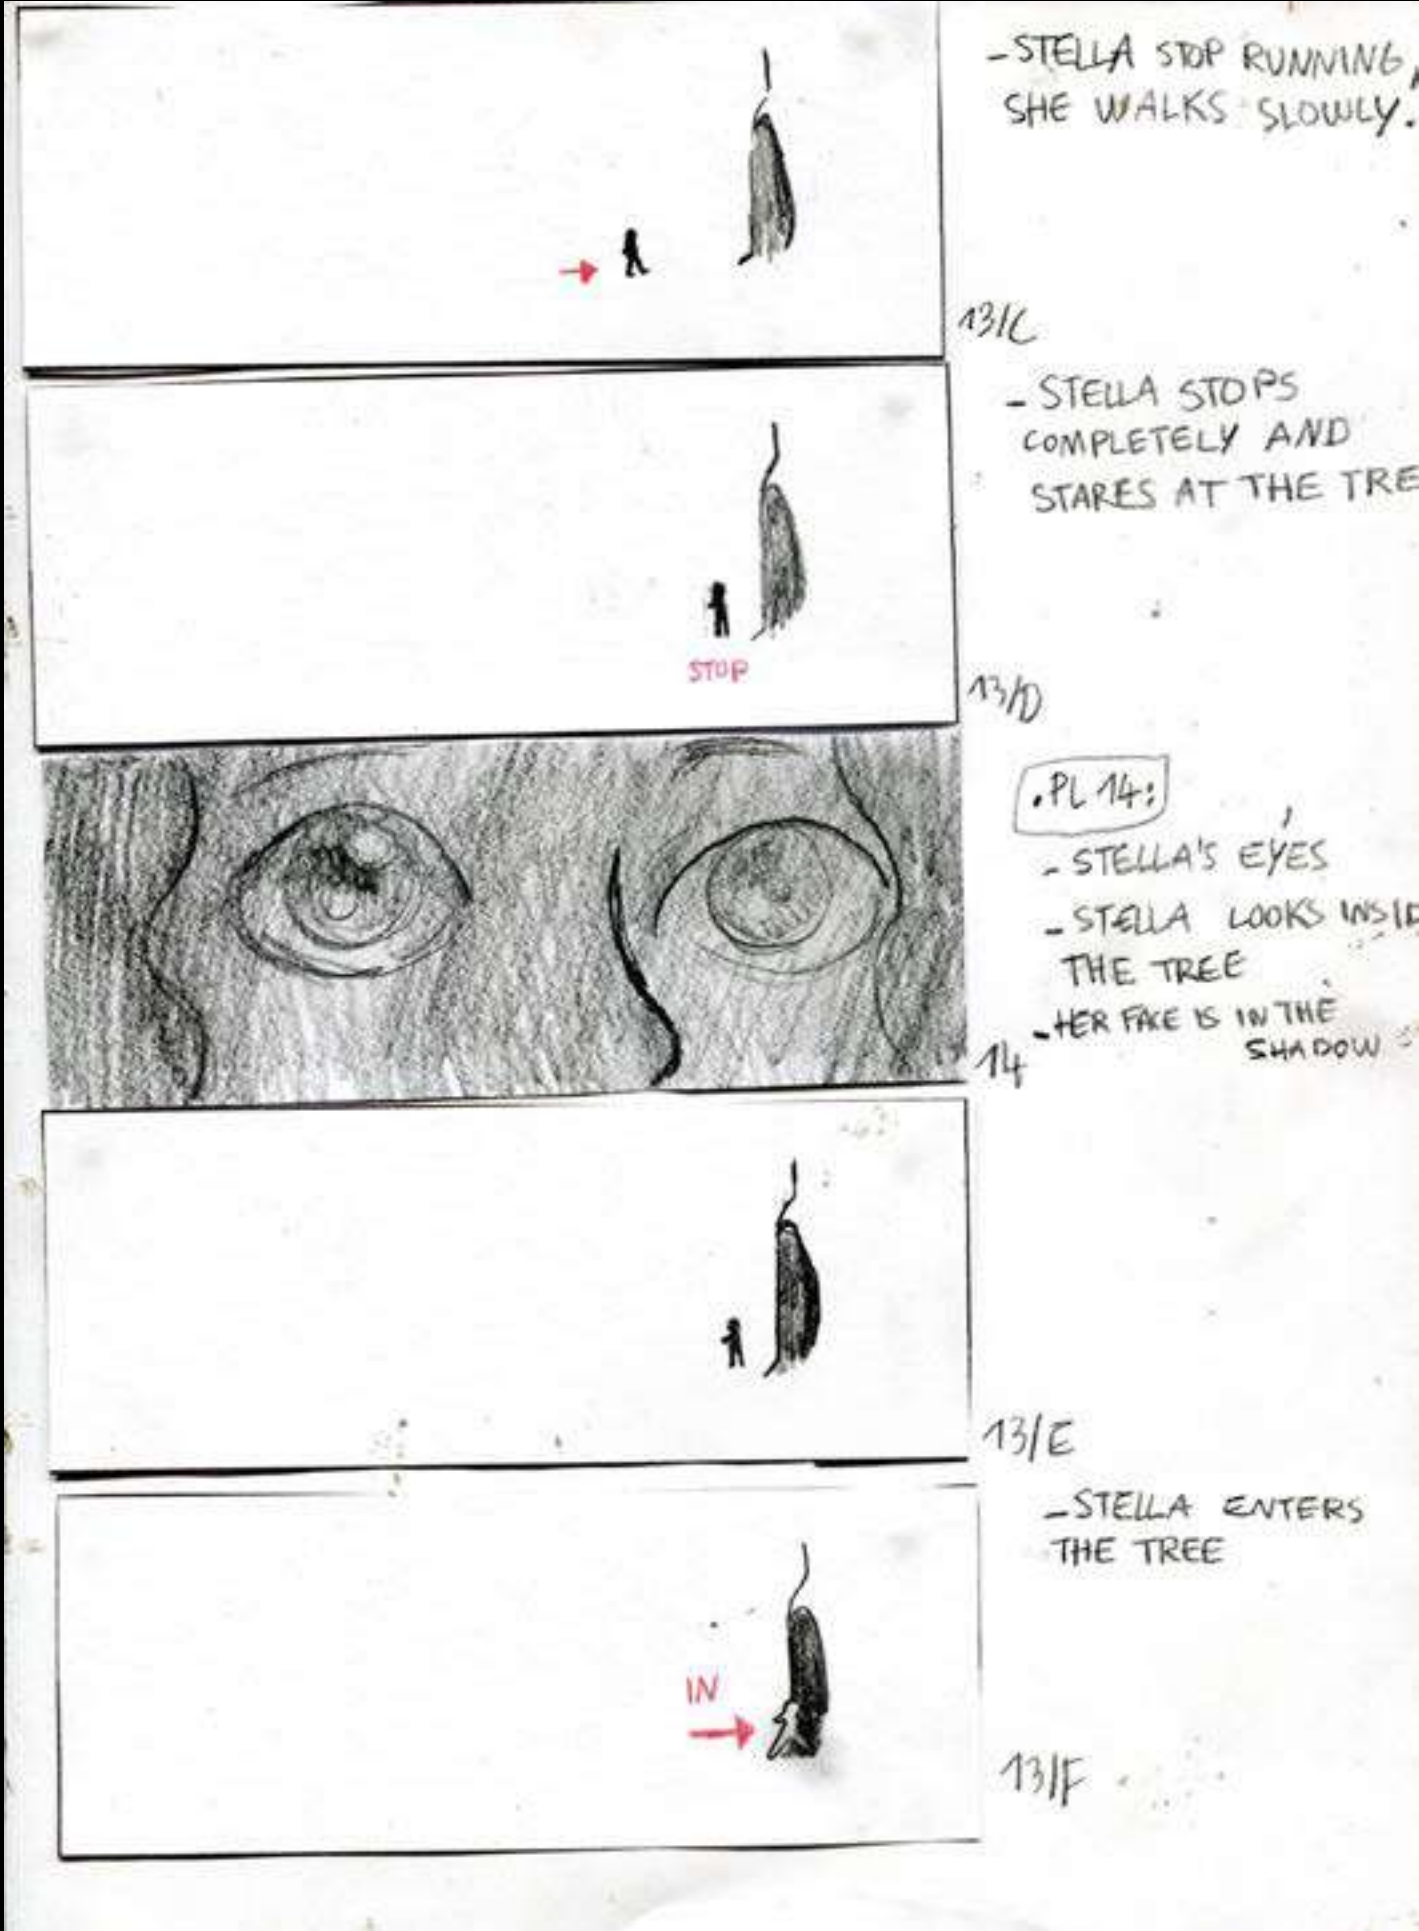 - STELLA STOP RUNNING,
SHE WALKS SLOWLY.
13/C
- STELLA STOPS
COMPLETELY AND
STARES AT THE TRE
STOP
13/D
. PL 14:
- STELLA'S EYES
- STELLA LOOKS INSID
THE TREE
- HER FACE IS IN THE
SHADOW
14
13/E
- STELLA ENTERS
THE TREE
IN
13/F